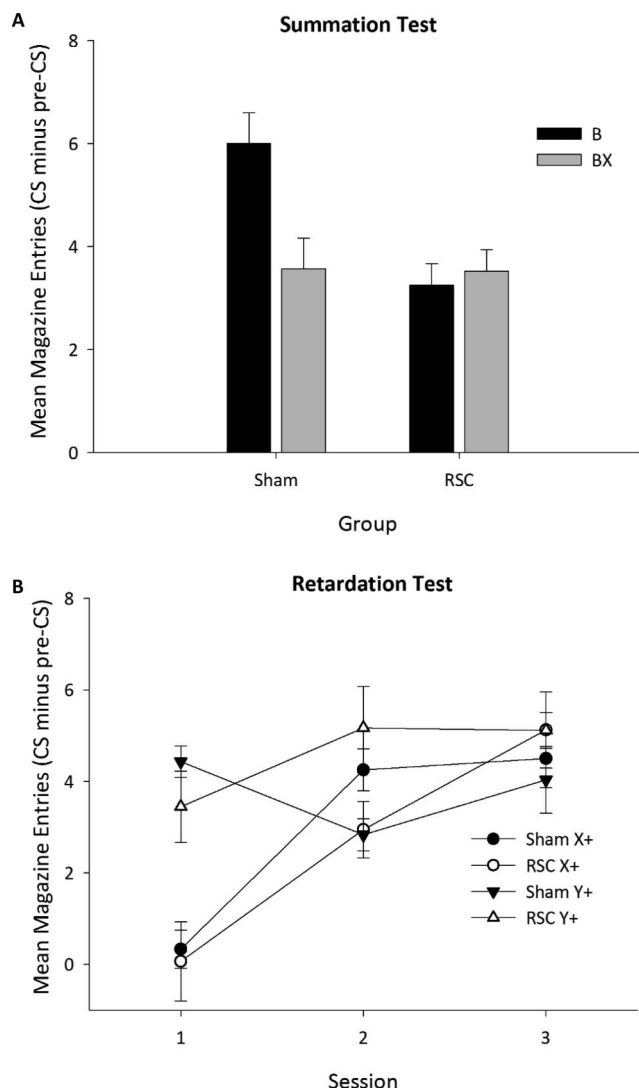 A
Summation Test
Mean Magazine Entries (CS minus pre-CS)
8
6
4
2
0
B
BX
Sham
RSC
Group
B
Retardation Test
Mean Magazine Entries (CS minus pre-CS)
8
6
4
2
0
Sham X+
RSC X+
Sham Y+
RSC Y+
1
2
3
Session